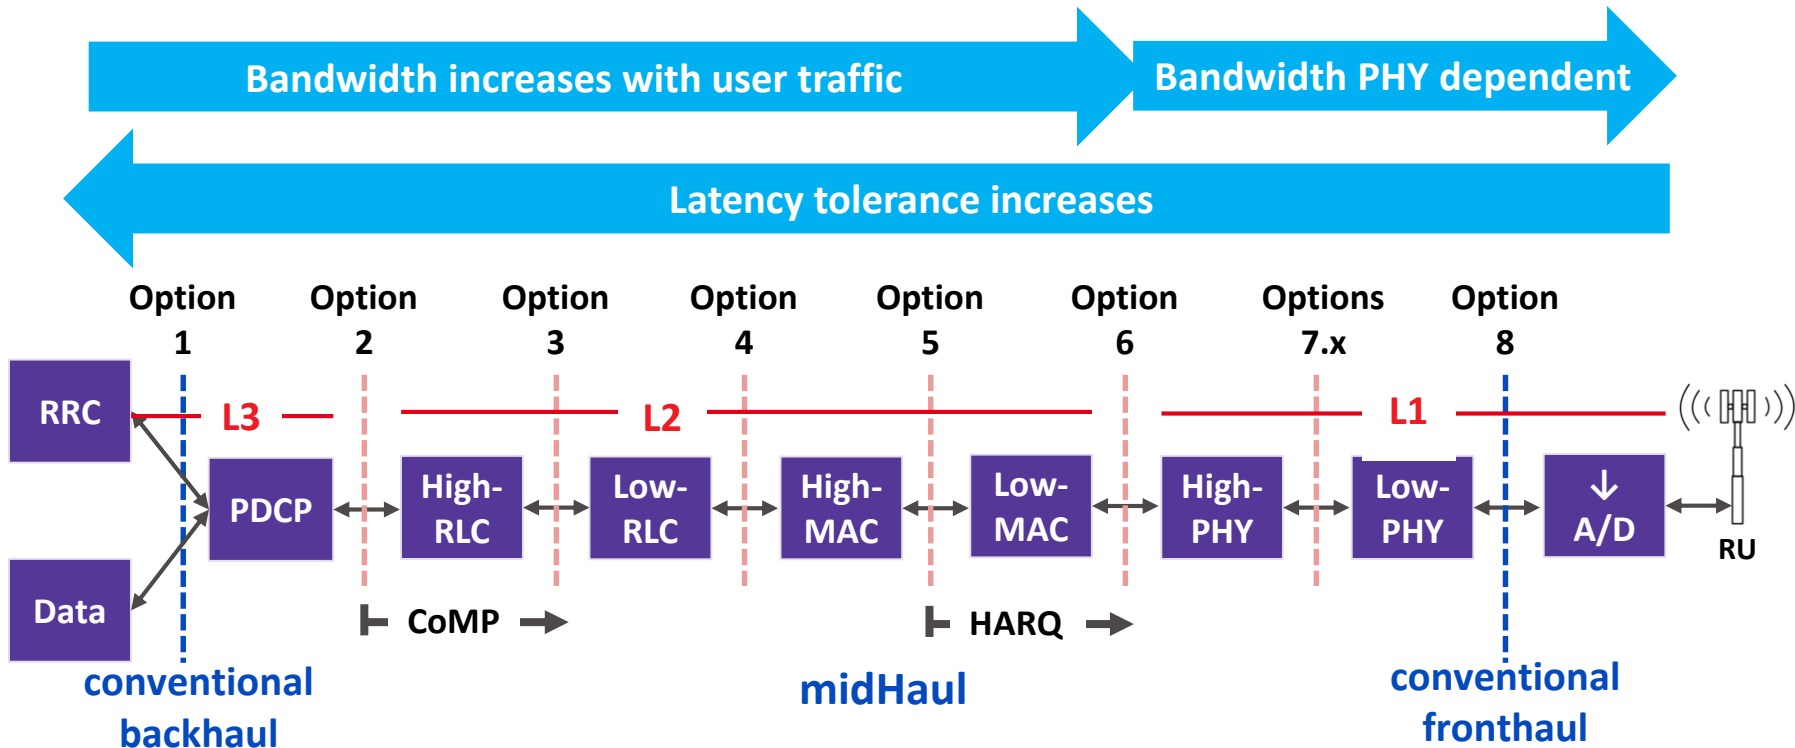 Bandwidth increases with user traffic
Bandwidth PHY dependent
Latency tolerance increases
Option
1
Option
2
Option
3
Option
4
Option
5
Option
6
Options
7.x
Option
8
RRC
L3
L2
L1
PDCP
High-
RLC
Low-
RLC
High-
MAC
Low-
MAC
High-
PHY
Low-
PHY
↓
A/D
RU
Data
CoMP
HARQ
conventional
backhaul
midHaul
conventional
fronthaul